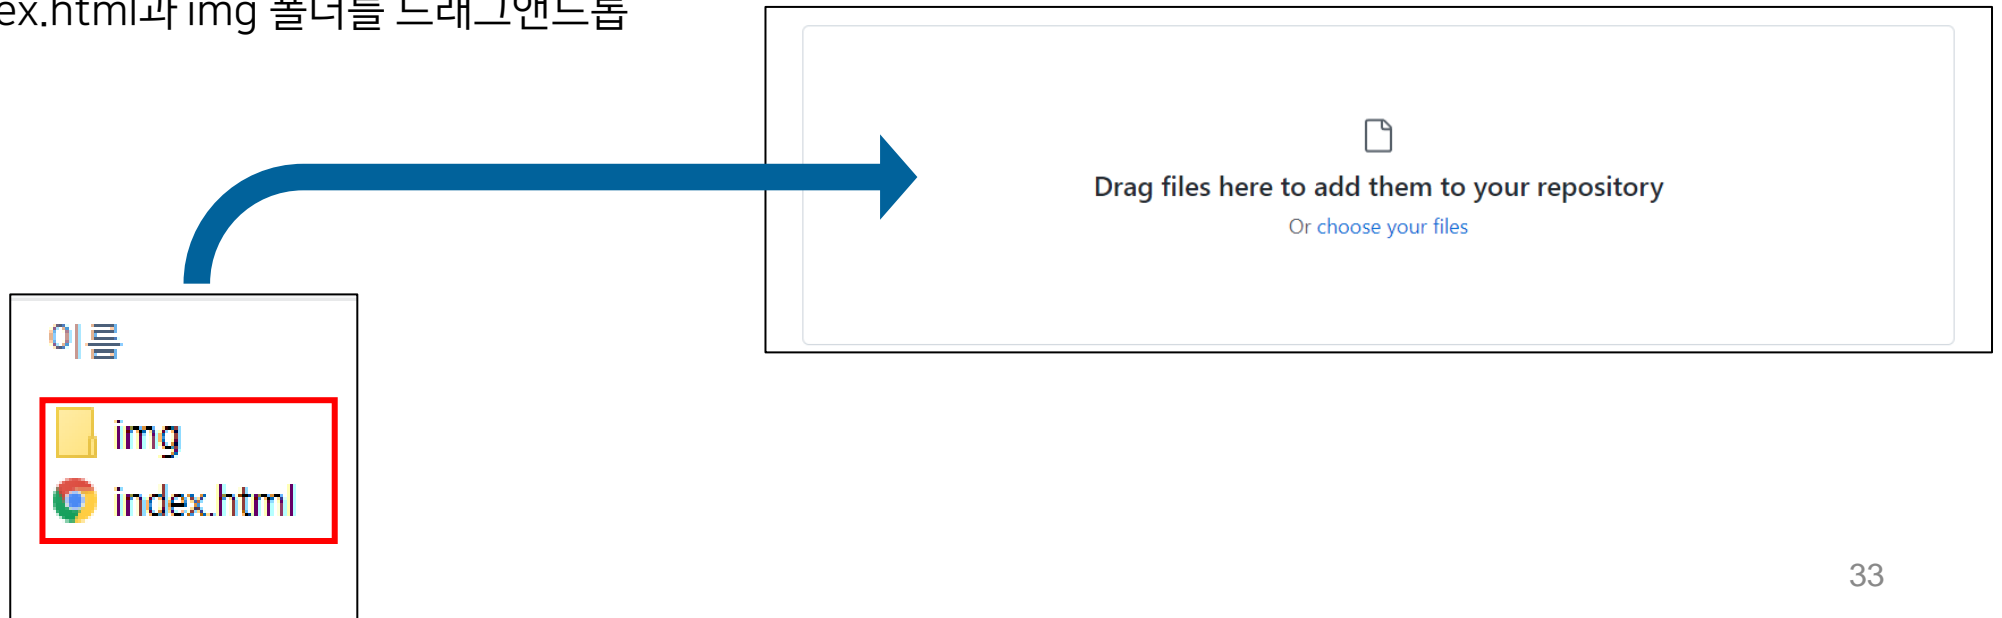 ex.html과 img 폴더를 드래그앤드롭
Drag files here to add them to your repository
Or choose your files
이름
img
index.html
33